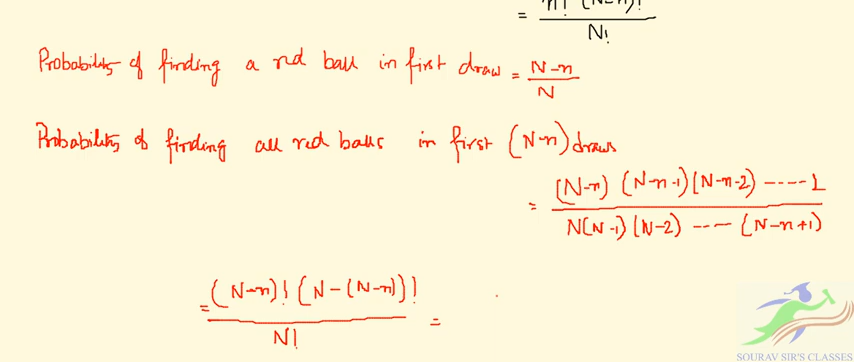 = n! (N-n)! / N!
Probability of finding a red ball in first draw = (N-n) / N
Probability of finding all red balls in first (N-n) draws
= (N-n) (N-n-1) (N-n-2) ----- 1 / N(N-1) (N-2) ---- (N-n+1)
= (N-n)! (N-(N-n))! / N! =
SOURAV SIR'S CLASSES